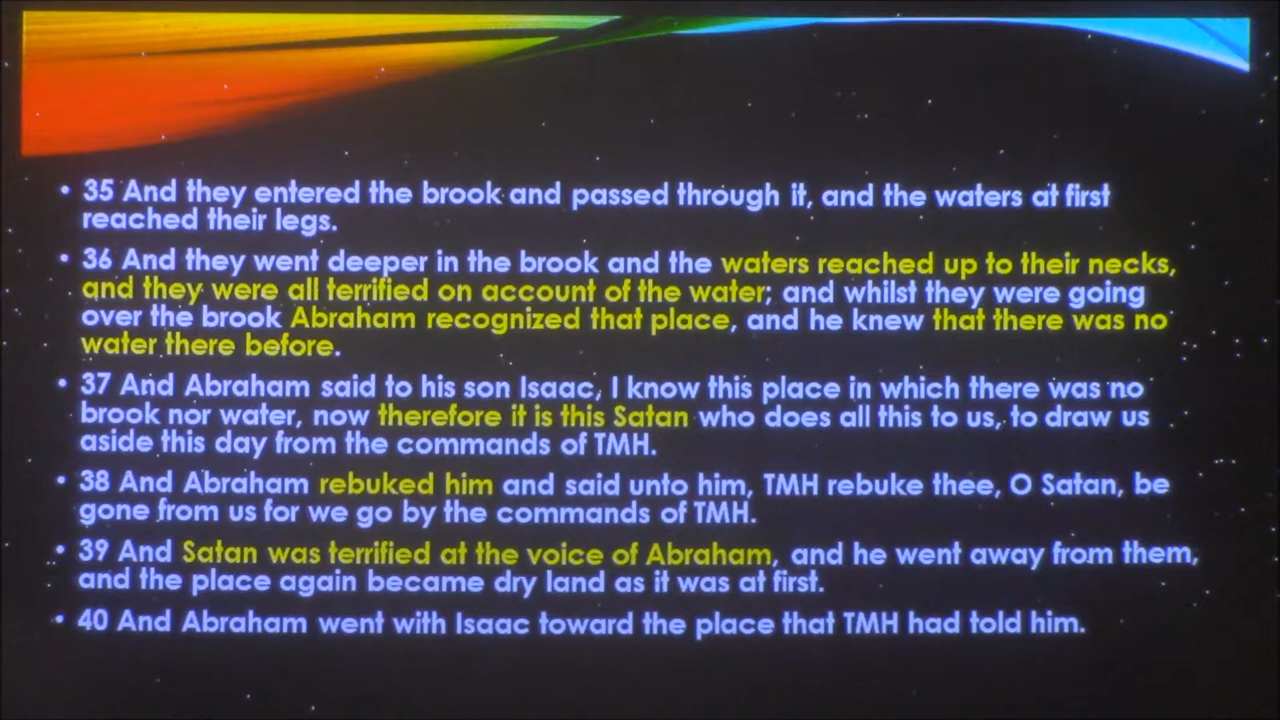 • 35 And they entered the brook and passed through it, and the waters at first
reached their legs.
• 36 And they went deeper in the brook and the waters reached up to their necks,
and they were all terrified on account of the water; and whilst they were going
over the brook Abraham recognized that place, and he knew that there was no
water there before.
• 37 And Abraham said to his son Isaac, I know this place in which there was no
brook nor water, now therefore it is this Satan who does all this to us, to draw us
aside this day from the commands of TMH.
• 38 And Abraham rebuked him and said unto him, TMH rebuke thee, O Satan, be
gone from us for we go by the commands of TMH.
• 39 And Satan was terrified at the voice of Abraham, and he went away from them,
and the place again became dry land as it was at first.
• 40 And Abraham went with Isaac toward the place that TMH had told him.